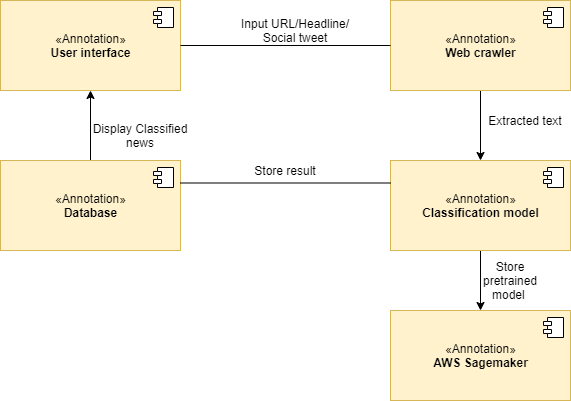 «Annotation»
User interface
Input URL/Headline/
Social tweet
«Annotation»
Web crawler
Display Classified
news
Extracted text
«Annotation»
Database
Store result
«Annotation»
Classification model
Store
pretrained
model
«Annotation»
AWS Sagemaker